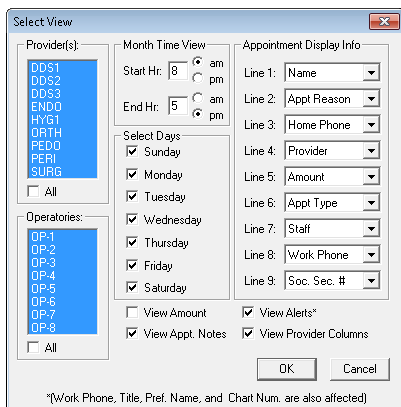 Select View
Provider(s):
DDS1
DDS2
DDS3
ENDO
HYG1
ORTH
PEDO
PERI
SURG
All
Operatories:
OP-1
OP-2
OP-3
OP-4
OP-5
OP-6
OP-7
OP-8
All
Month Time View
Start Hr: 8 am
pm
End Hr: 5 am
pm
Select Days
Sunday
Monday
Tuesday
Wednesday
Thursday
Friday
Saturday
Appointment Display Info
Line 1: Name
Line 2: Appt Reason
Line 3: Home Phone
Line 4: Provider
Line 5: Amount
Line 6: Appt Type
Line 7: Staff
Line 8: Work Phone
Line 9: Soc. Sec. #
View Amount
View Alerts*
View Appt. Notes
View Provider Columns
OK
Cancel
*(Work Phone, Title, Pref. Name, and Chart Num. are also affected)